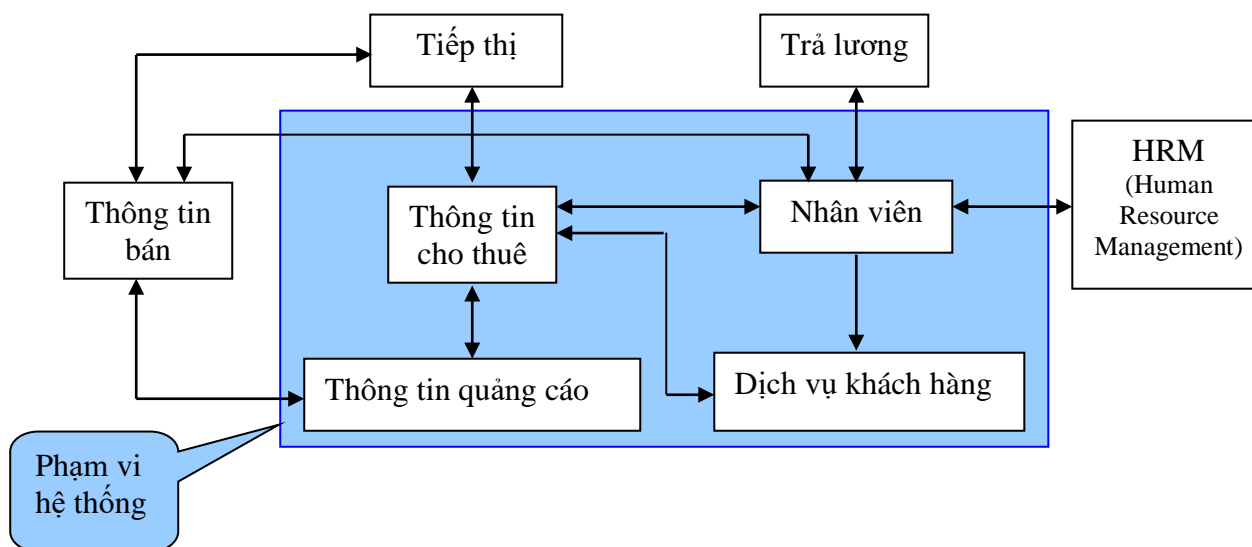 Tiếp thị
Trả lương
HRM
(Human
Resource
Management)
Thông tin
bán
Thông tin
cho thuê
Nhân viên
Thông tin quảng cáo
Dịch vụ khách hàng
Phạm vi
hệ thống